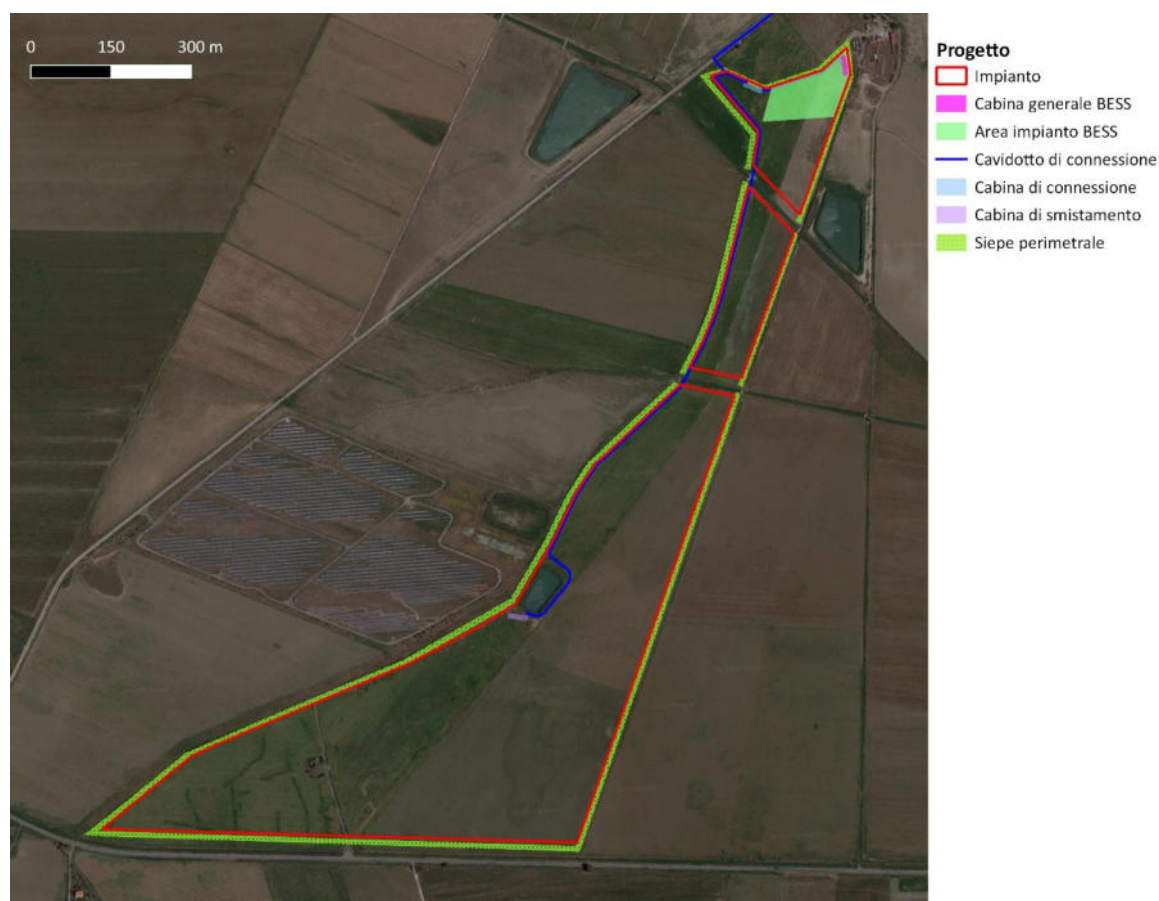 0 150 300 m
Progetto
Impianto
Cabina generale BESS
Area impianto BESS
Cavidotto di connessione
Cabina di connessione
Cabina di smistamento
Siepe perimetrale